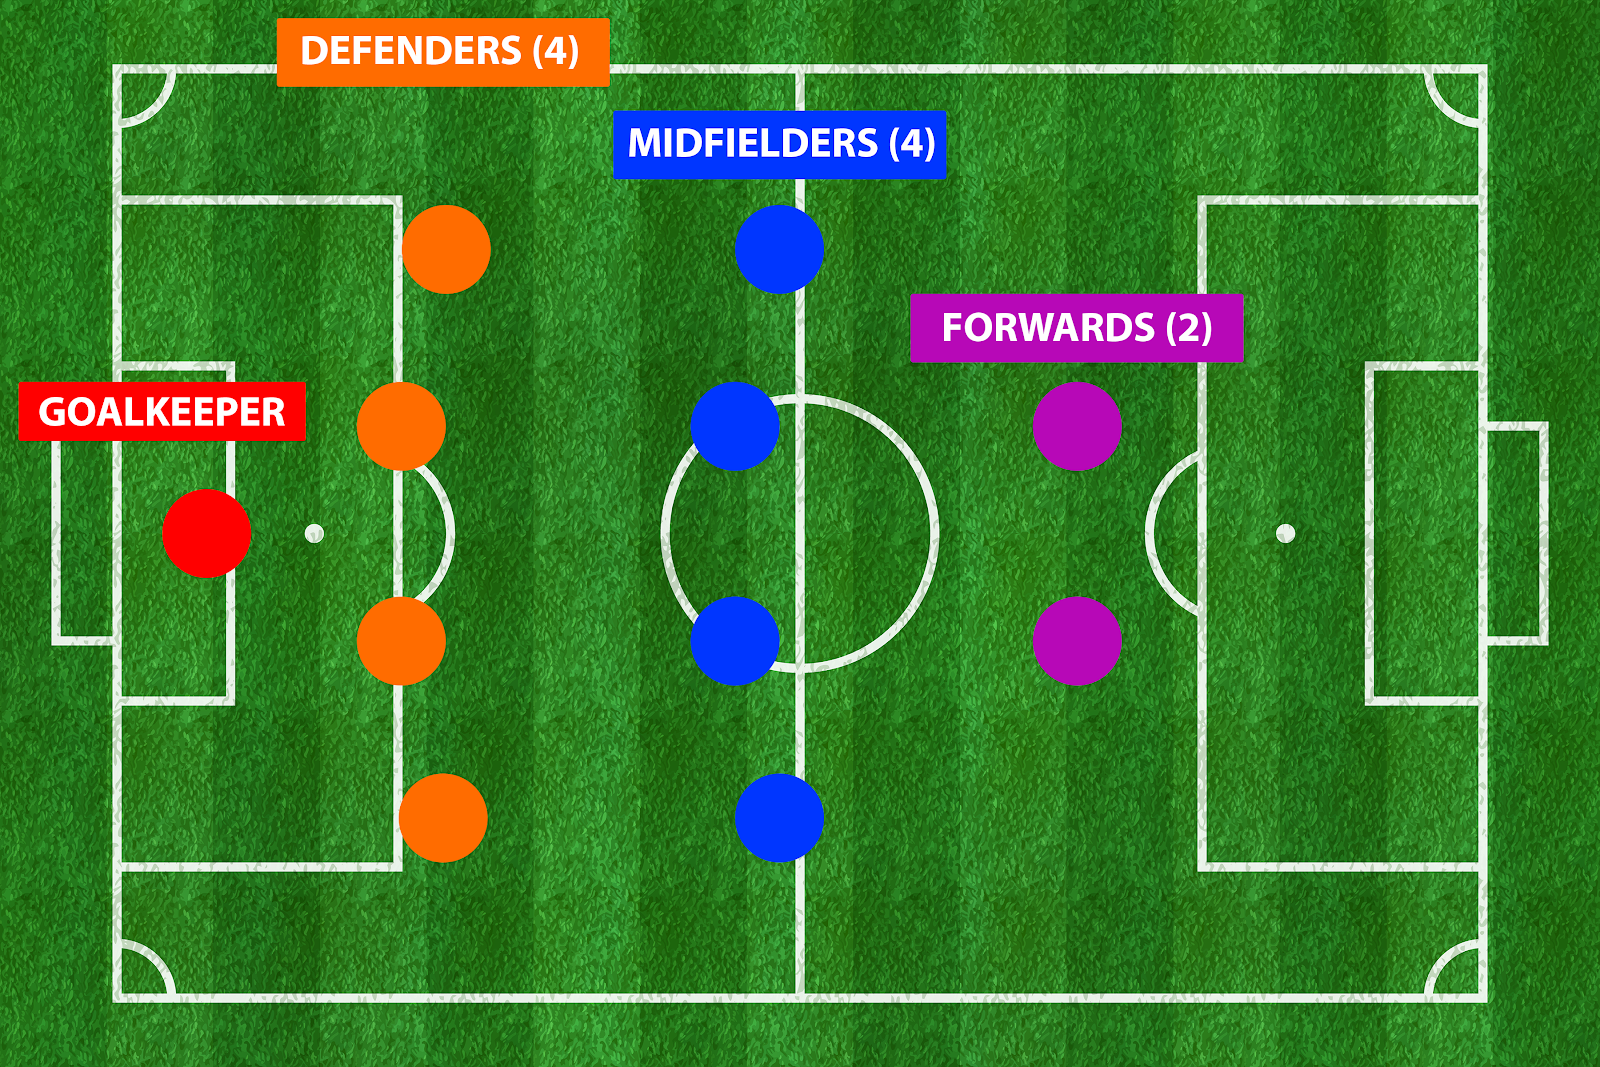 DEFENDERS (4)
MIDFIELDERS (4)
FORWARDS (2)
GOALKEEPER